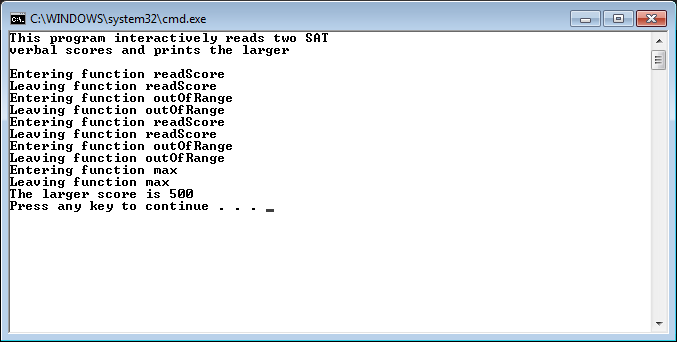 C:\WINDOWS\system32\cmd.exe
This program interactively reads two SAT
verbal scores and prints the larger
Entering function readScore
Leaving function readScore
Entering function outOfRange
Leaving function outOfRange
Entering function readScore
Leaving function readScore
Entering function outOfRange
Leaving function outOfRange
Entering function max
Leaving function max
The larger score is 500
Press any key to continue . . . _